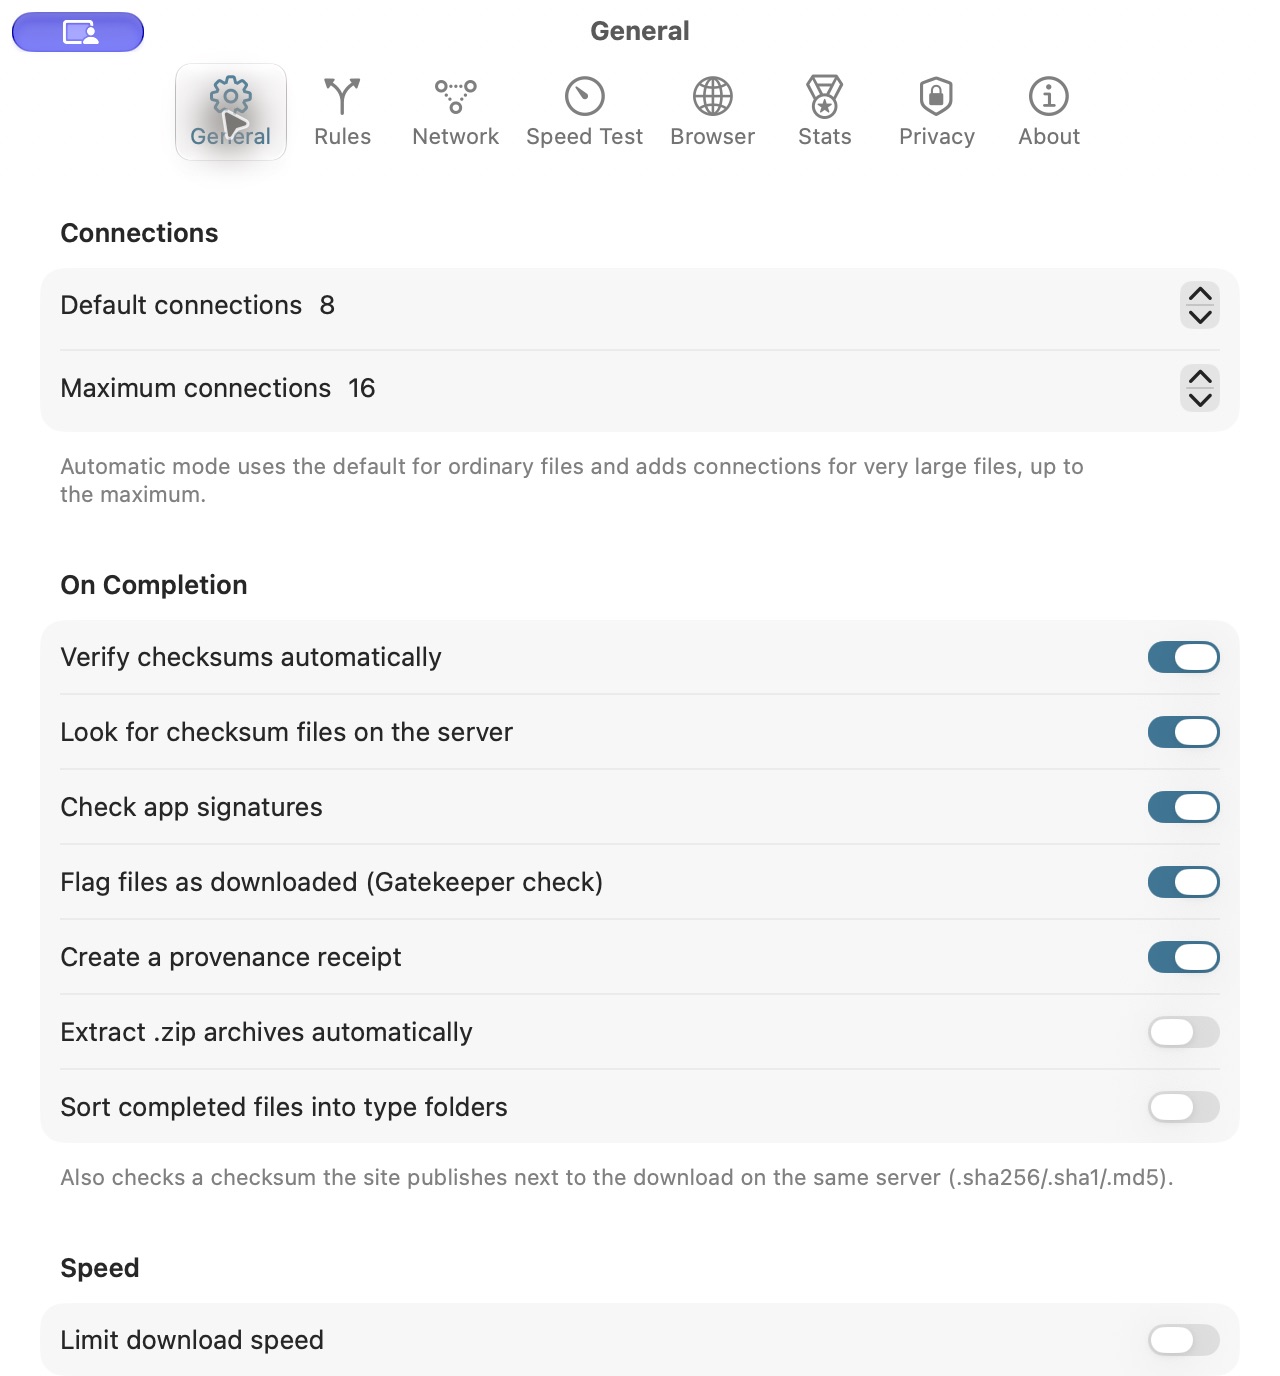 General
General
Rules
Network
Speed Test
Browser
Stats
Privacy
About
Connections
Default connections 8
Maximum connections 16
Automatic mode uses the default for ordinary files and adds connections for very large files, up to
the maximum.
On Completion
Verify checksums automatically
Look for checksum files on the server
Check app signatures
Flag files as downloaded (Gatekeeper check)
Create a provenance receipt
Extract .zip archives automatically
Sort completed files into type folders
Also checks a checksum the site publishes next to the download on the same server (.sha256/.sha1/.md5).
Speed
Limit download speed